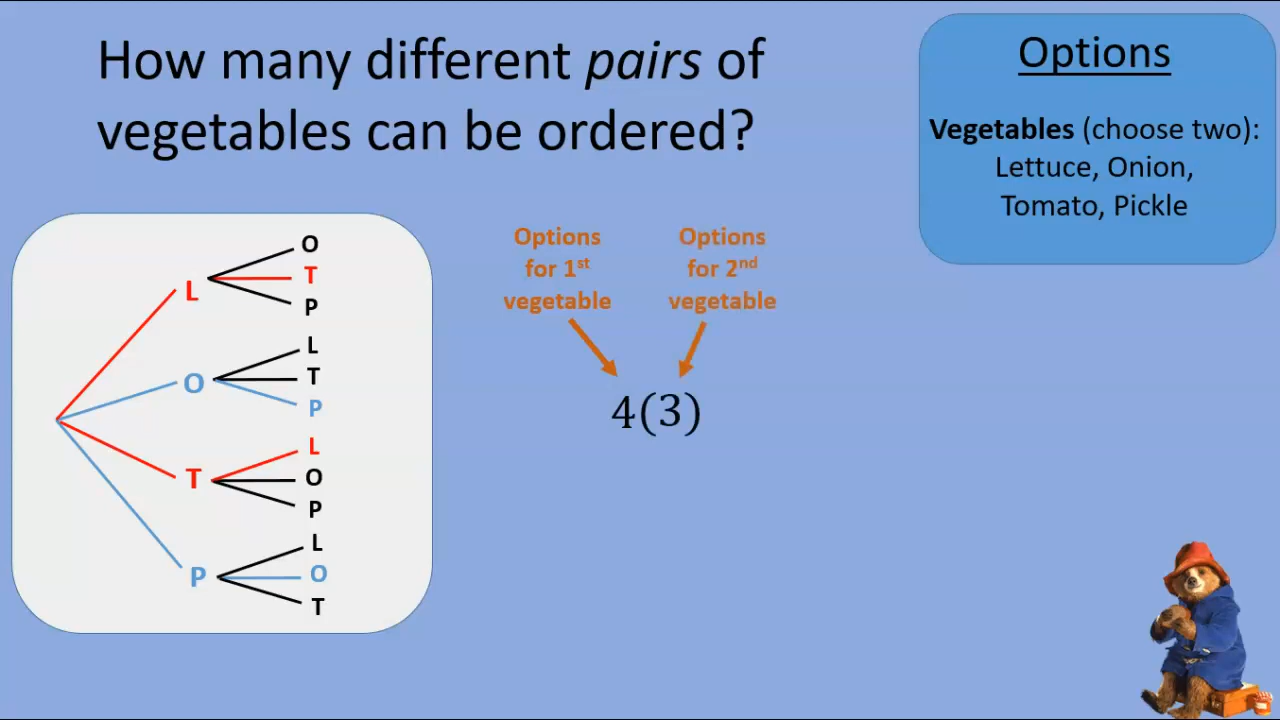 How many different pairs of
vegetables can be ordered?
Options
Vegetables (choose two):
Lettuce, Onion,
Tomato, Pickle
Options
for 1st
vegetable
Options
for 2nd
vegetable
4(3)
L
O
T
P
O
L
T
P
T
L
O
P
P
L
O
T